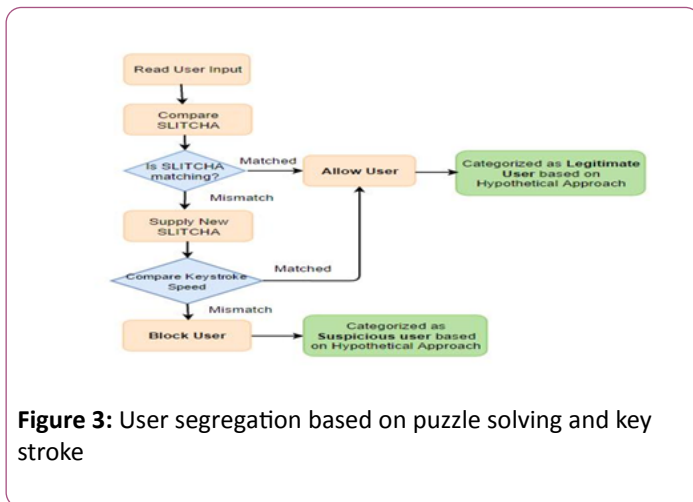 Read User Input
Compare
SLITCHA
Is SLITCHA
matching?
Matched
Allow User
Categorized as Legitimate
User based on
Hypothetical Approach
Mismatch
Supply New
SLITCHA
Compare Keystroke
Speed
Matched
Mismatch
Block User
Categorized as
Suspicious user based
on Hypothetical Approach
Figure 3: User segregation based on puzzle solving and key
stroke